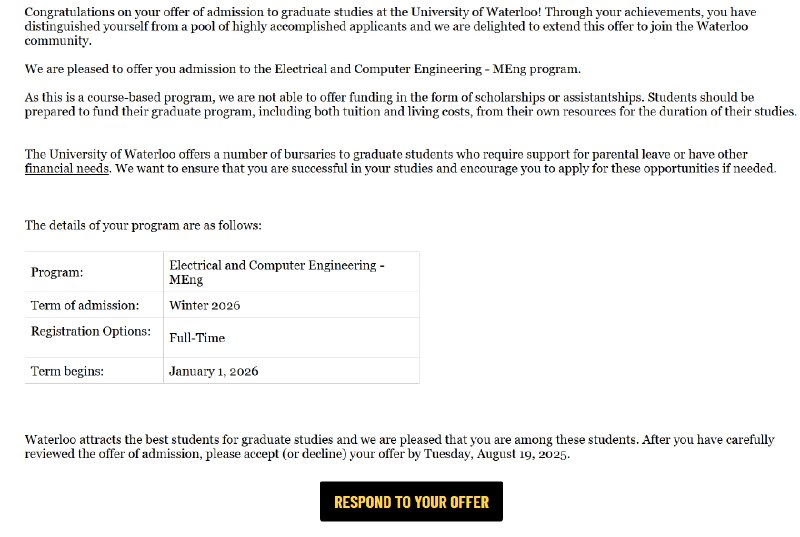 Congratulations on your offer of admission to graduate studies at the University of Waterloo! Through your achievements, you have
distinguished yourself from a pool of highly accomplished applicants and we are delighted to extend this offer to join the Waterloo
community.
We are pleased to offer you admission to the Electrical and Computer Engineering - MEng program.
As this is a course-based program, we are not able to offer funding in the form of scholarships or assistantships. Students should be
prepared to fund their graduate program, including both tuition and living costs, from their own resources for the duration of their studies.
The University of Waterloo offers a number of bursaries to graduate students who require support for parental leave or have other
financial needs. We want to ensure that you are successful in your studies and encourage you to apply for these opportunities if needed.
The details of your program are as follows:
Program: Electrical and Computer Engineering -
MEng
Term of admission: Winter 2026
Registration Options: Full-Time
Term begins: January 1, 2026
Waterloo attracts the best students for graduate studies and we are pleased that you are among these students. After you have carefully
reviewed the offer of admission, please accept (or decline) your offer by Tuesday, August 19, 2025.
RESPOND TO YOUR OFFER